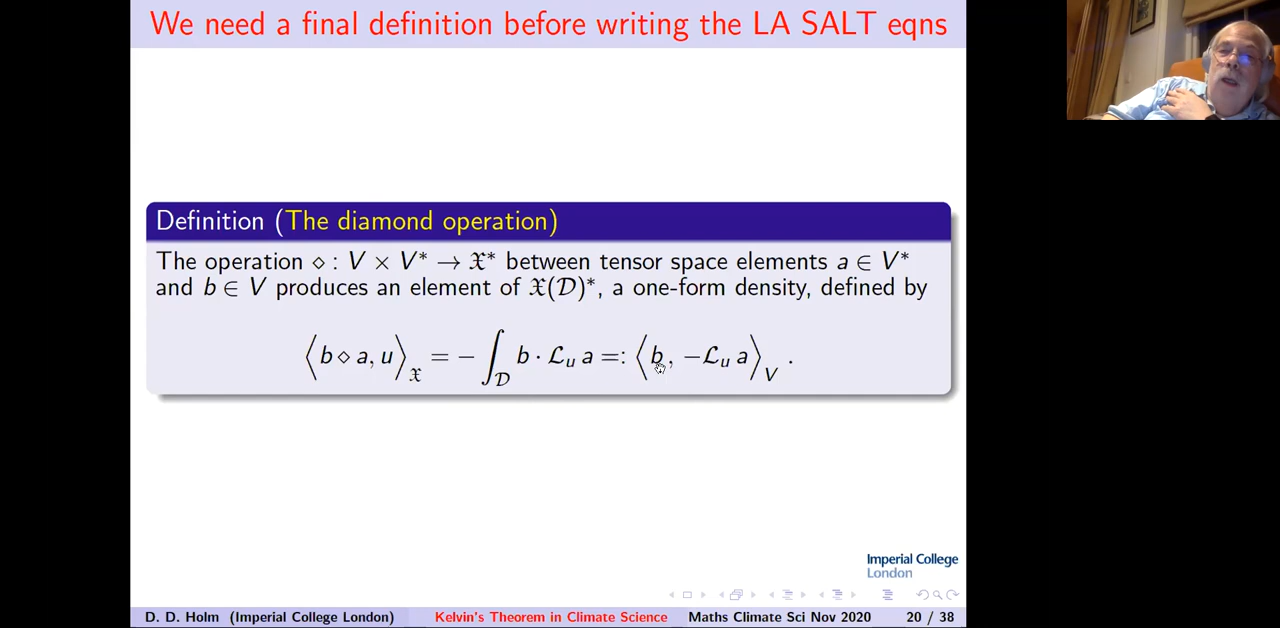 We need a final definition before writing the LA SALT eqns
Definition (The diamond operation)
The operation ⋄ : V × V* → 𝔛* between tensor space elements a ∈ V*
and b ∈ V produces an element of 𝔛(𝒟)*, a one-form density, defined by
⟨b ⋄ a, u⟩_𝔛 = − ∫_𝒟 b · ℒ_u a =: ⟨b, −ℒ_u a⟩_V .
Imperial College
London
D. D. Holm (Imperial College London) Kelvin's Theorem in Climate Science Maths Climate Sci Nov 2020 20 / 38